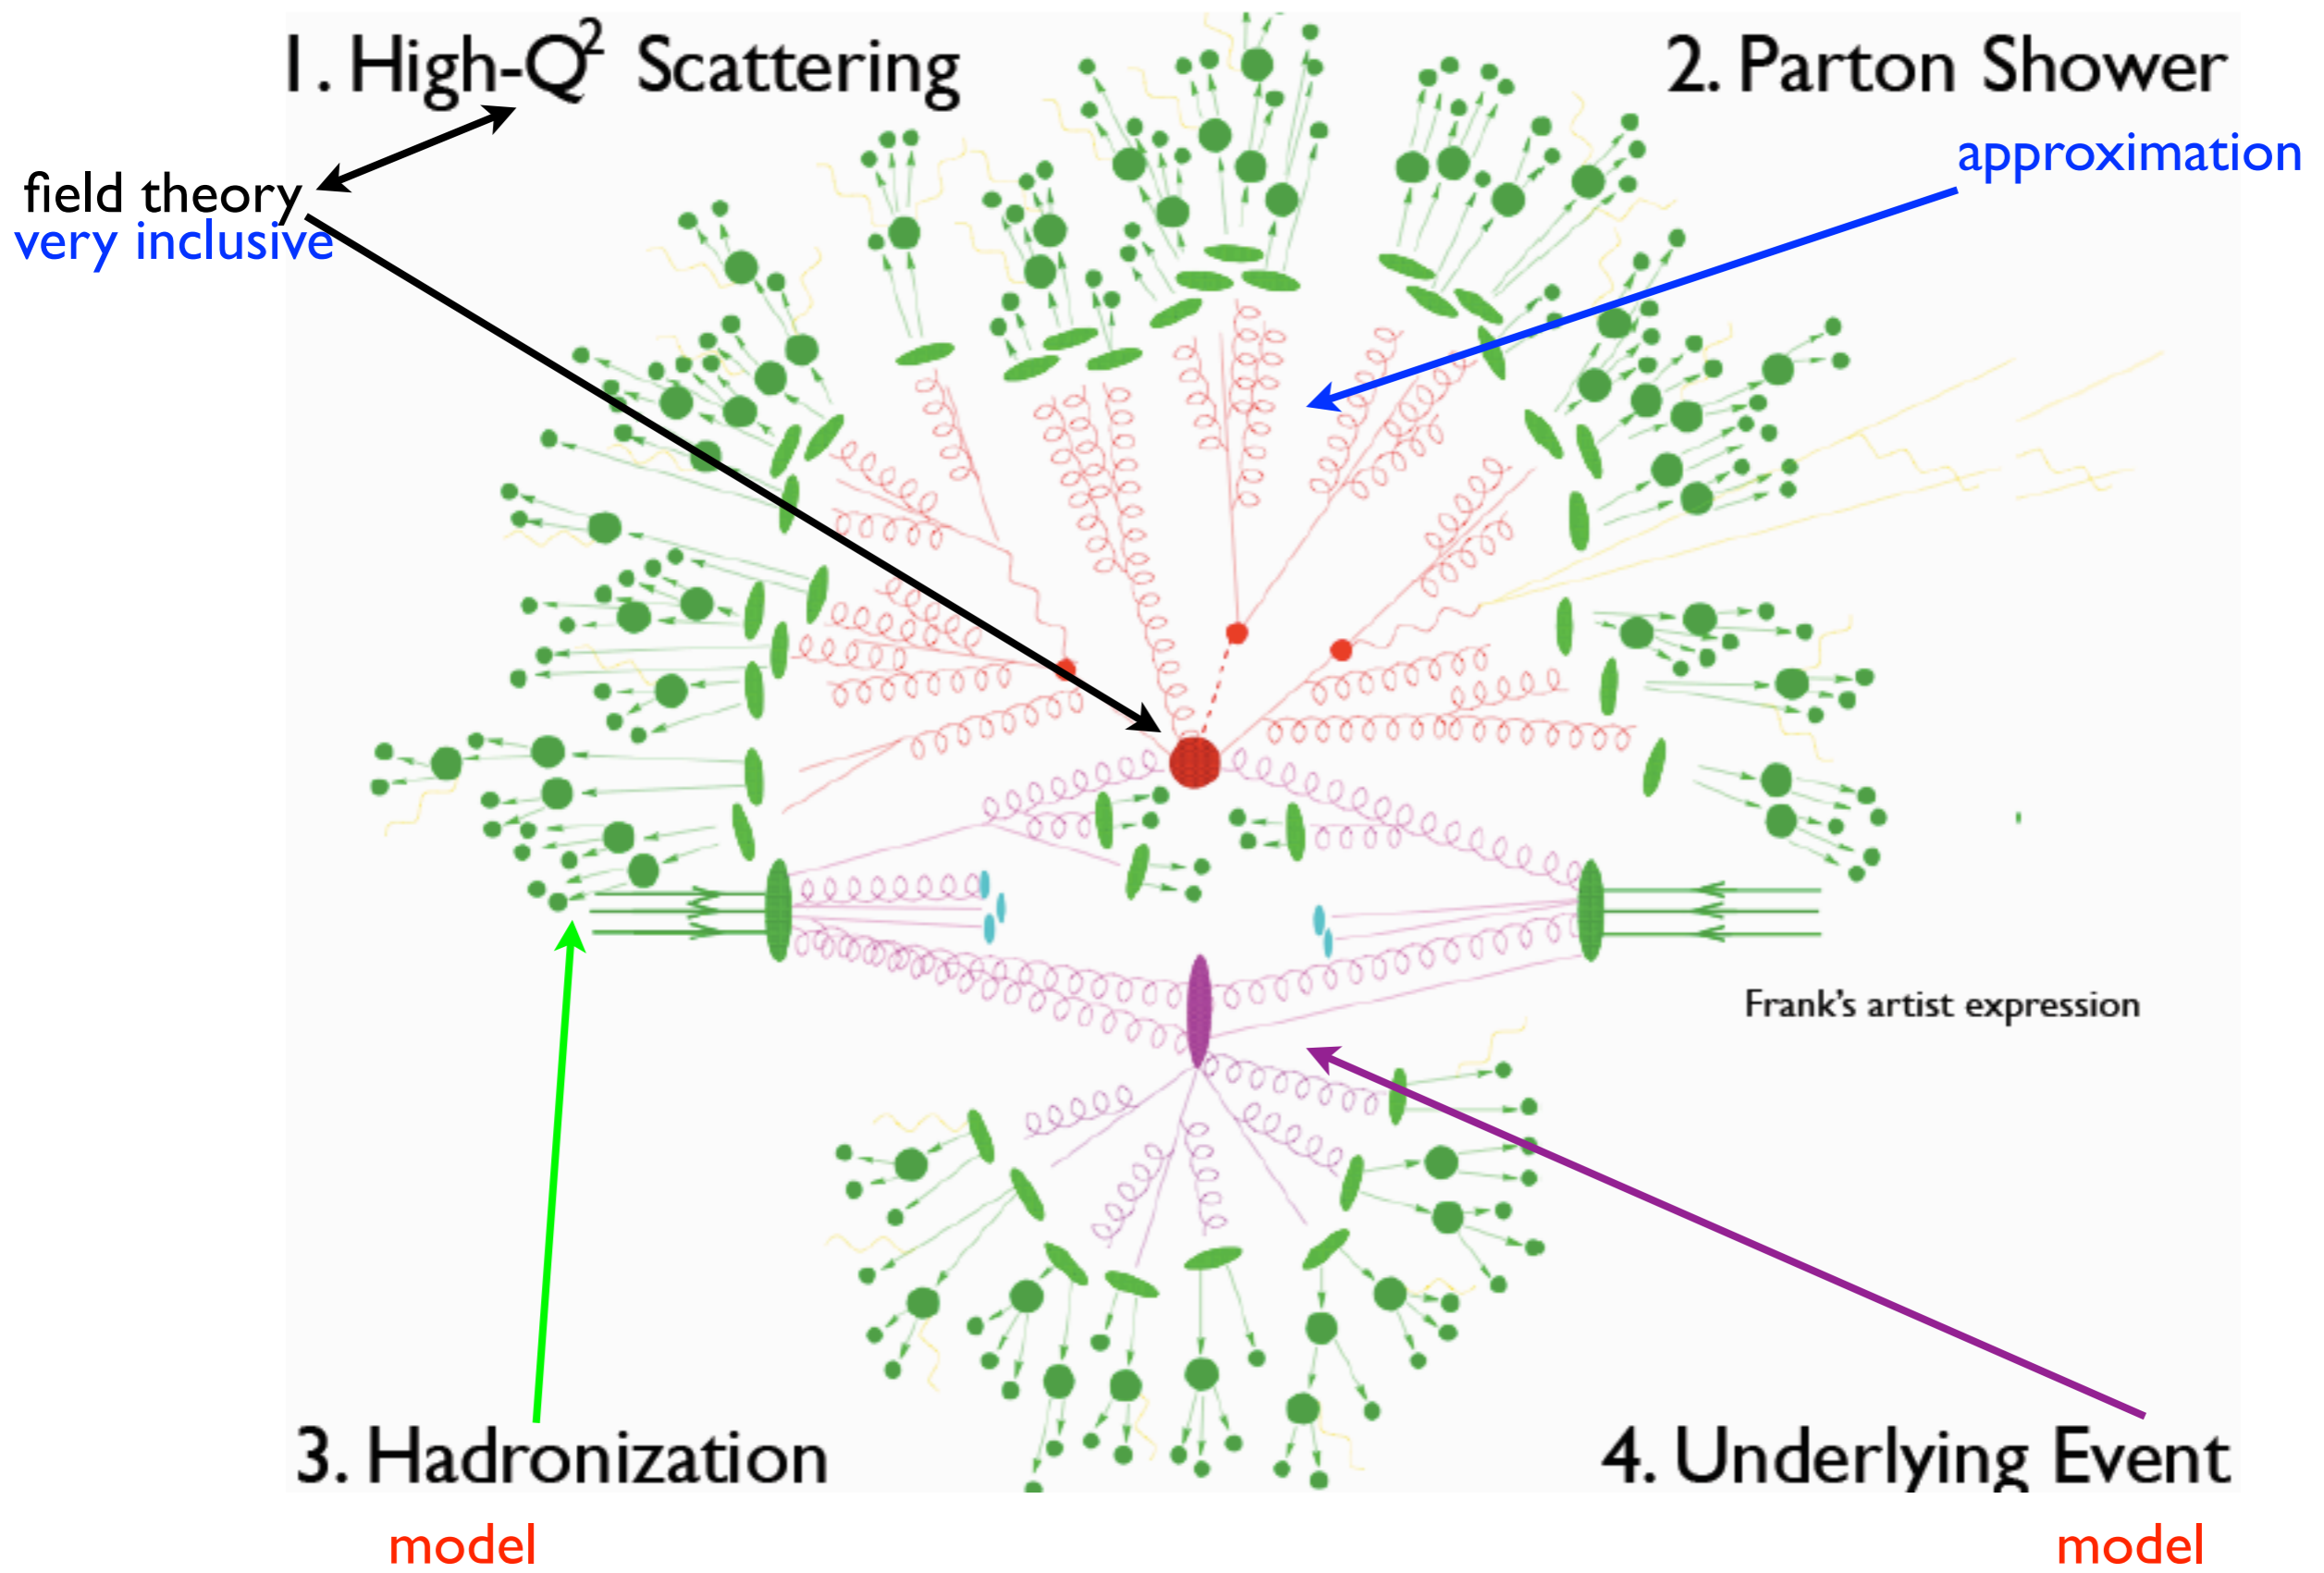 1. High-Q² Scattering
2. Parton Shower
approximation
field theory
very inclusive
Frank's artist expression
3. Hadronization
4. Underlying Event
model
model